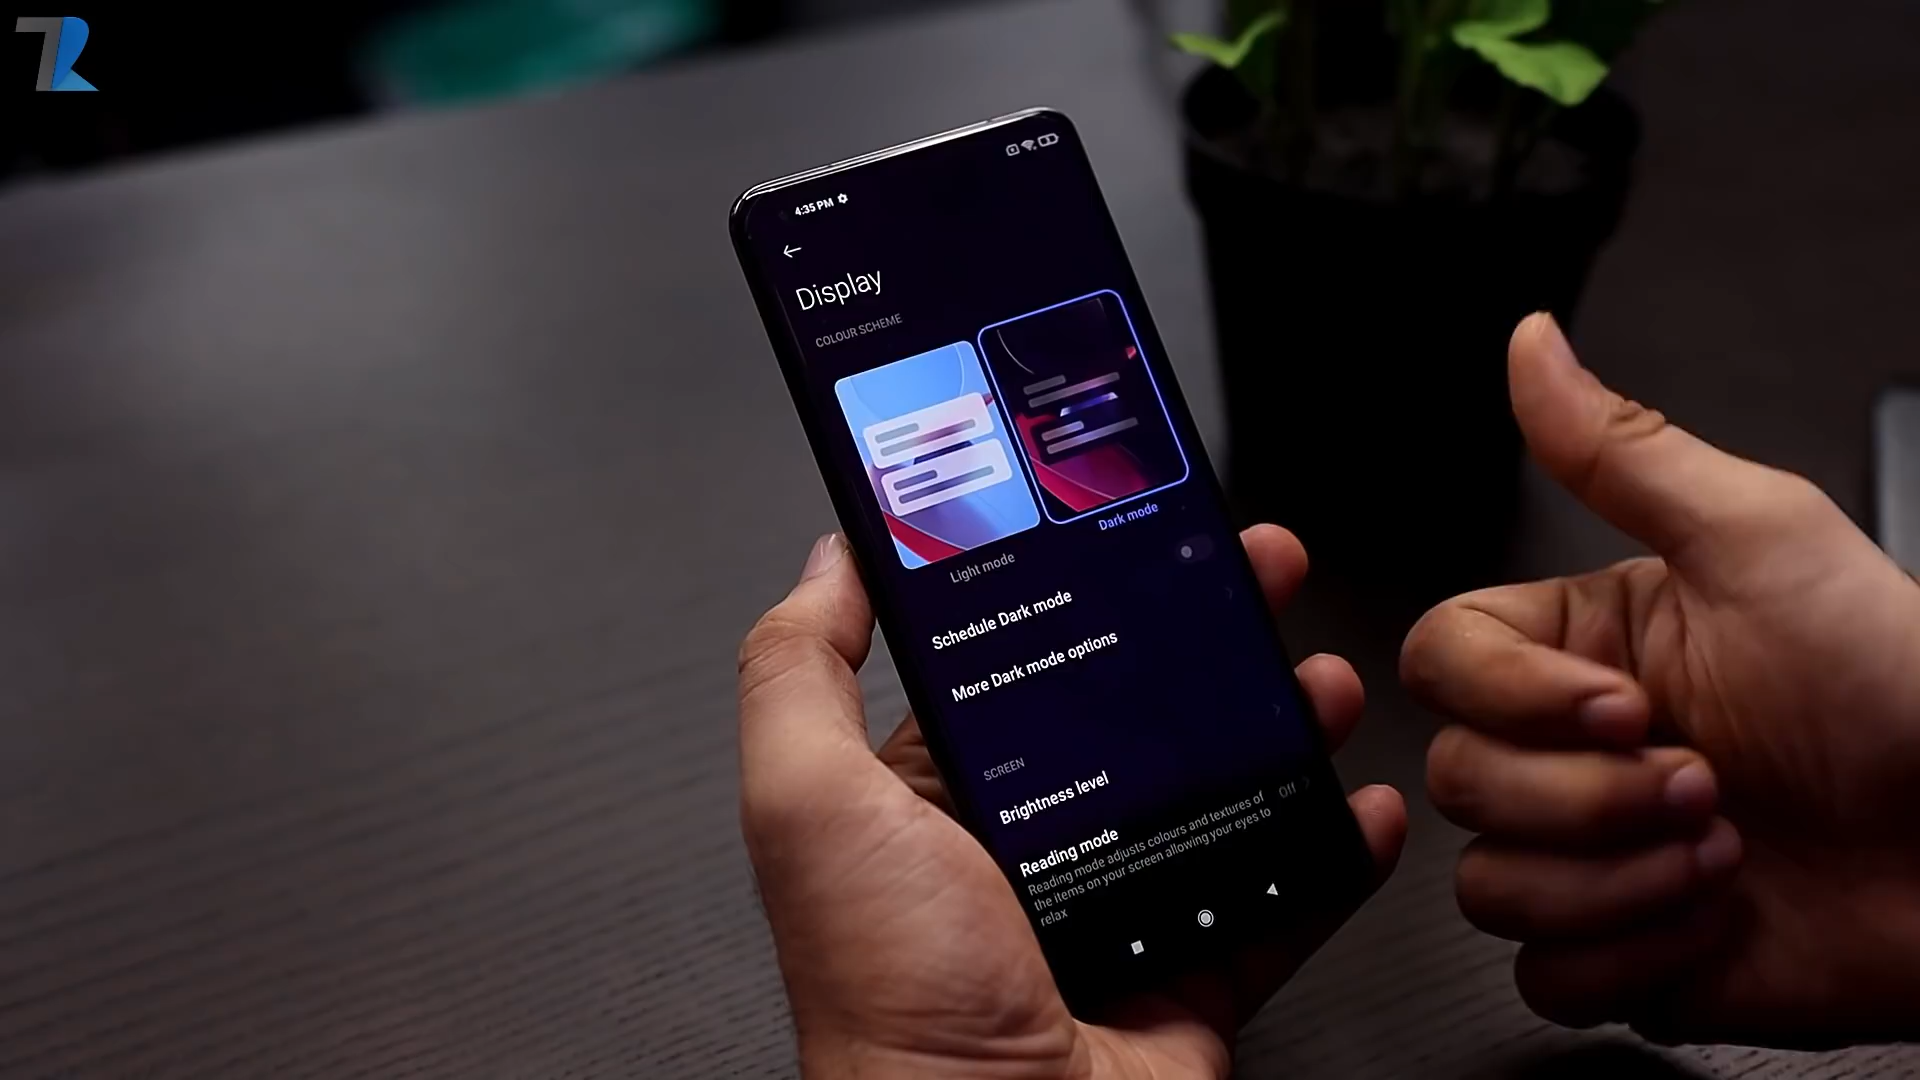 TR
4:35 PM
Display
COLOUR SCHEME
Light mode
Dark mode
Schedule Dark mode
More Dark mode options
SCREEN
Brightness level
Reading mode
Off
Reading mode adjusts colours and textures of
the items on your screen allowing your eyes to
relax